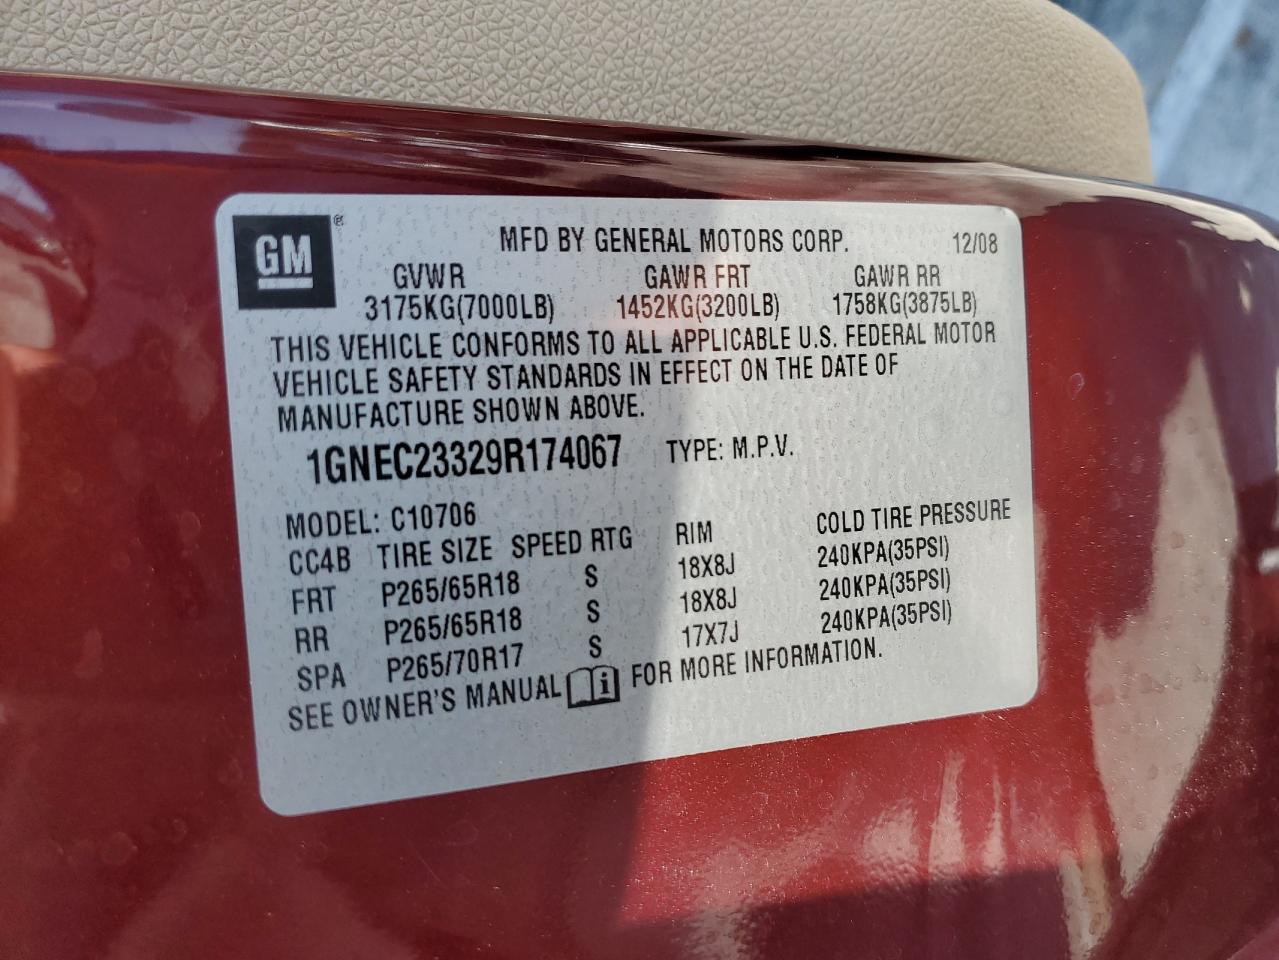 GM ®
MFD BY GENERAL MOTORS CORP. 12/08
GVWR GAWR FRT GAWR RR
3175KG(7000LB) 1452KG(3200LB) 1758KG(3875LB)
THIS VEHICLE CONFORMS TO ALL APPLICABLE U.S. FEDERAL MOTOR
VEHICLE SAFETY STANDARDS IN EFFECT ON THE DATE OF
MANUFACTURE SHOWN ABOVE.
1GNEC23329R174067 TYPE: M.P.V.
MODEL: C10706
CC4B TIRE SIZE SPEED RTG RIM COLD TIRE PRESSURE
FRT P265/65R18 S 18X8J 240KPA(35PSI)
RR P265/65R18 S 18X8J 240KPA(35PSI)
SPA P265/70R17 S 17X7J 240KPA(35PSI)
SEE OWNER'S MANUAL i FOR MORE INFORMATION.